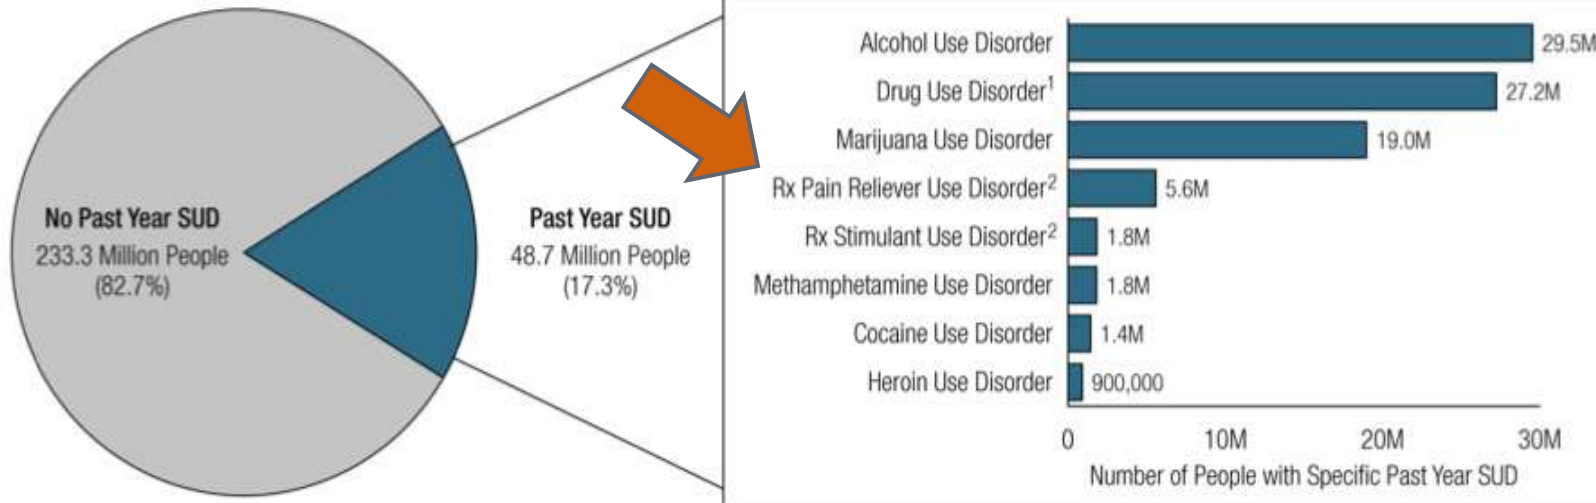 No Past Year SUD
233.3 Million People
(82.7%)
Past Year SUD
48.7 Million People
(17.3%)
Alcohol Use Disorder 29.5M
Drug Use Disorder¹ 27.2M
Marijuana Use Disorder 19.0M
Rx Pain Reliever Use Disorder² 5.6M
Rx Stimulant Use Disorder² 1.8M
Methamphetamine Use Disorder 1.8M
Cocaine Use Disorder 1.4M
Heroin Use Disorder 900,000
0 10M 20M 30M
Number of People with Specific Past Year SUD